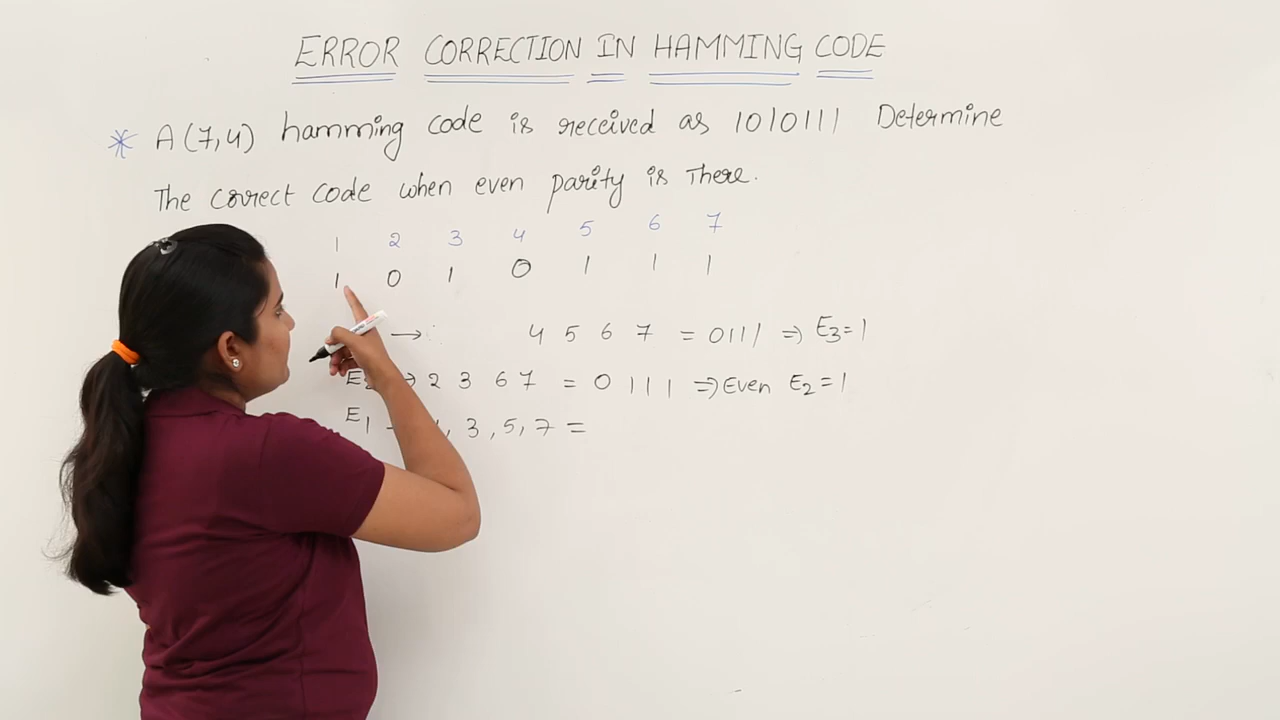 ERROR CORRECTION IN HAMMING CODE
* A (7,4) hamming code is received as 1010111 Determine
The correct code when even parity is There.
1 2 3 4 5 6 7
1 0 1 0 1 1 1
→ 4 5 6 7 = 0111 ⇒ E3=1
E2 → 2 3 6 7 = 0 1 1 1 ⇒ Even E2=1
E1 → 1, 3, 5, 7 =